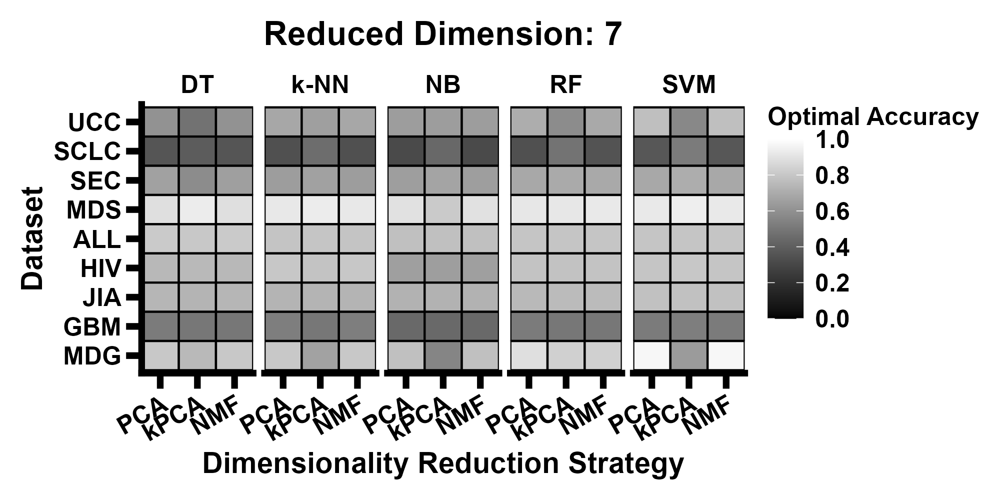 Reduced Dimension: 7
DT k-NN NB RF SVM
Dataset
UCC
SCLC
SEC
MDS
ALL
HIV
JIA
GBM
MDG
Optimal Accuracy
1.0
0.8
0.6
0.4
0.2
0.0
PCA kPCA NMF PCA kPCA NMF PCA kPCA NMF PCA kPCA NMF PCA kPCA NMF
Dimensionality Reduction Strategy